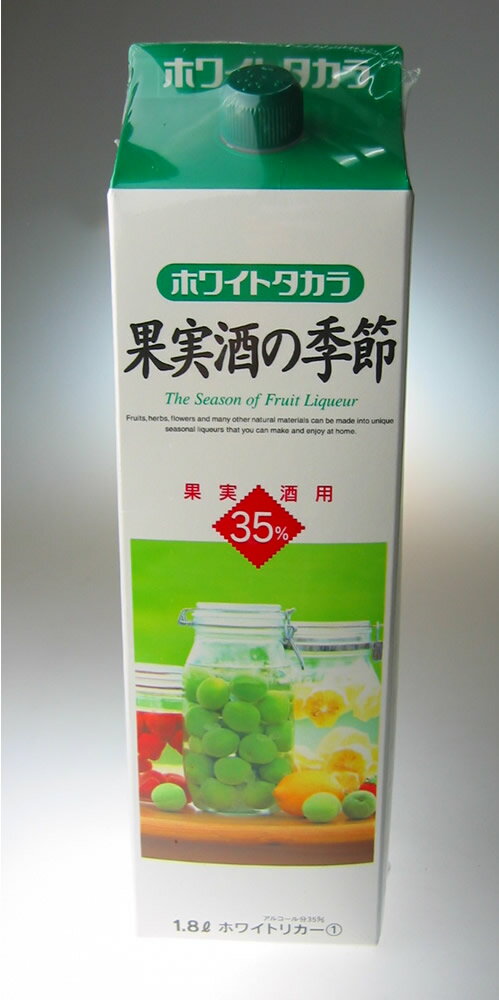 ホワイトタカラ
ホワイトタカラ
果実酒の季節
The Season of Fruit Liqueur
Fruits, herbs, flowers and many other natural materials can be made into unique
seasonal liqueurs that you can make and enjoy at home.
果実酒用
35%
アルコール分35%
1.8ℓ ホワイトリカー①